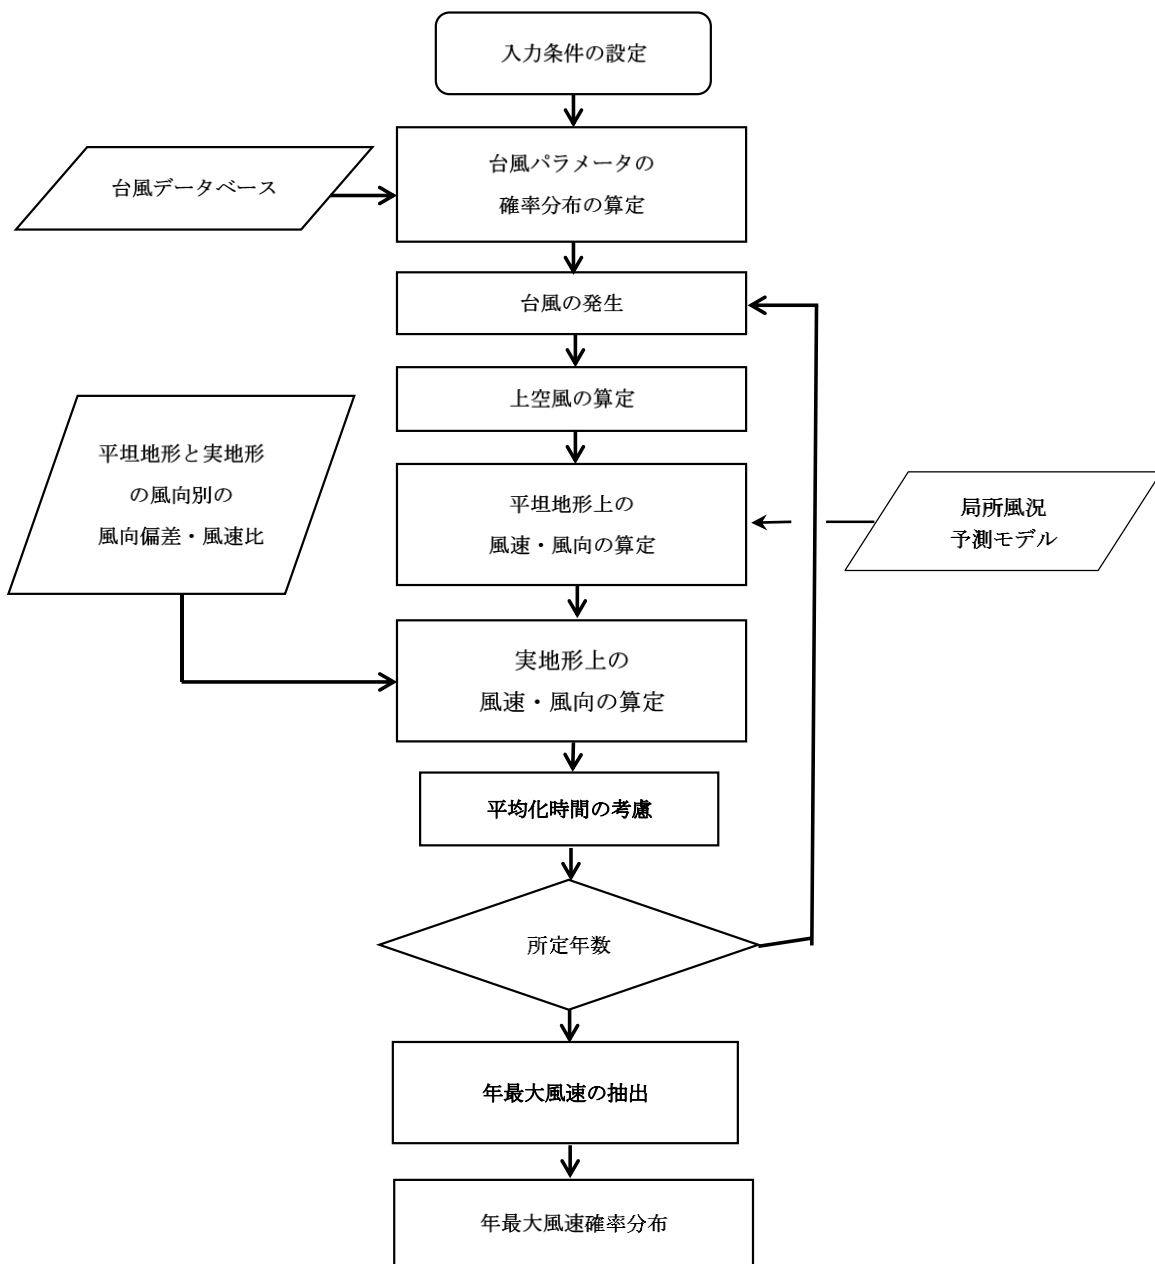 入力条件の設定
台風データベース
台風パラメータの
確率分布の算定
台風の発生
上空風の算定
平坦地形と実地形
の風向別の
風向偏差・風速比
平坦地形上の
風速・風向の算定
局所風況
予測モデル
実地形上の
風速・風向の算定
平均化時間の考慮
所定年数
年最大風速の抽出
年最大風速確率分布